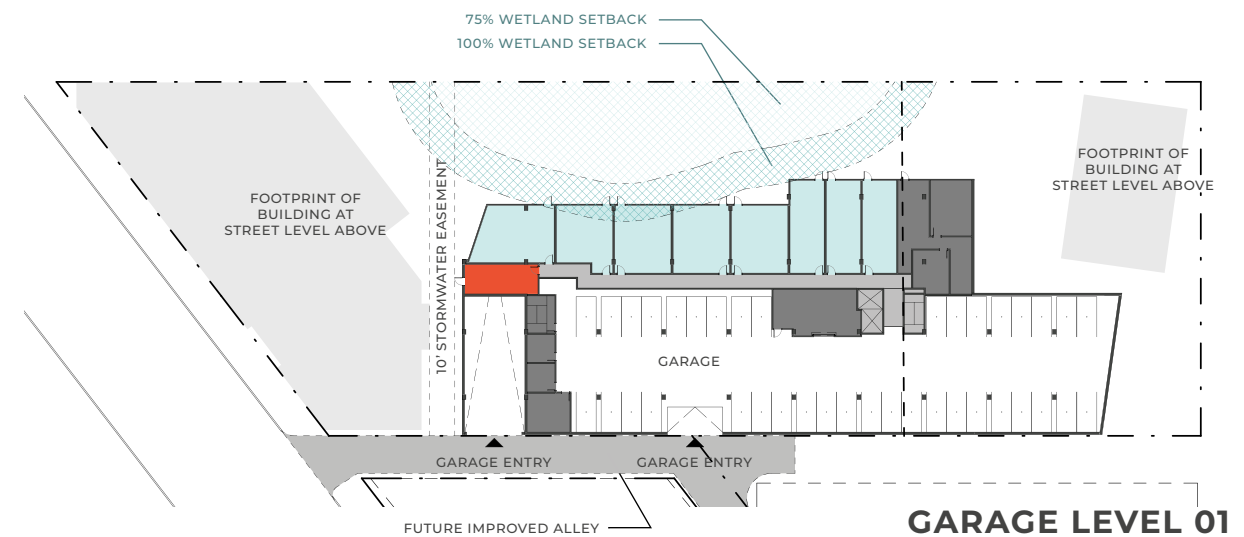 75% WETLAND SETBACK
100% WETLAND SETBACK
FOOTPRINT OF
BUILDING AT
STREET LEVEL ABOVE
10' STORMWATER EASEMENT
FOOTPRINT OF
BUILDING AT
STREET LEVEL ABOVE
GARAGE
GARAGE ENTRY
GARAGE ENTRY
FUTURE IMPROVED ALLEY
GARAGE LEVEL 01